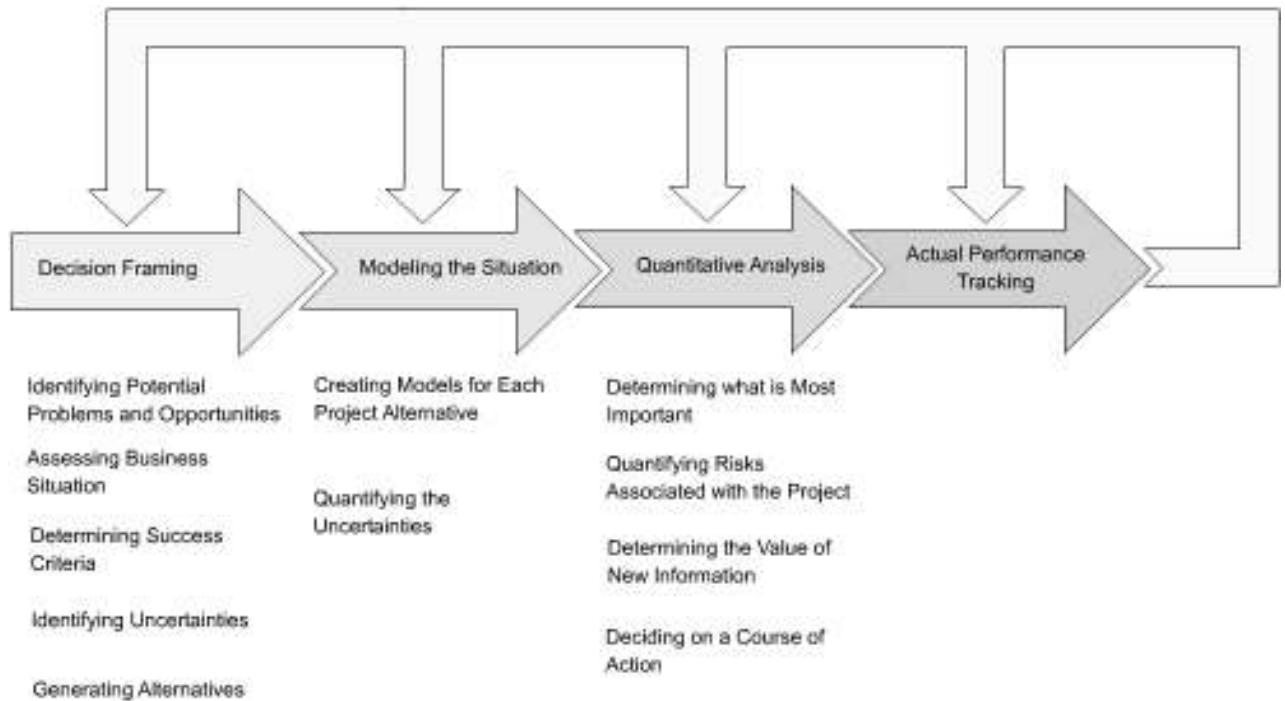 Decision Framing
Modeling the Situation
Quantitative Analysis
Actual Performance
Tracking
Identifying Potential
Problems and Opportunities
Assessing Business
Situation
Determining Success
Criteria
Identifying Uncertainties
Generating Alternatives
Creating Models for Each
Project Alternative
Quantifying the
Uncertainties
Determining what is Most
Important
Quantifying Risks
Associated with the Project
Determining the Value of
New Information
Deciding on a Course of
Action